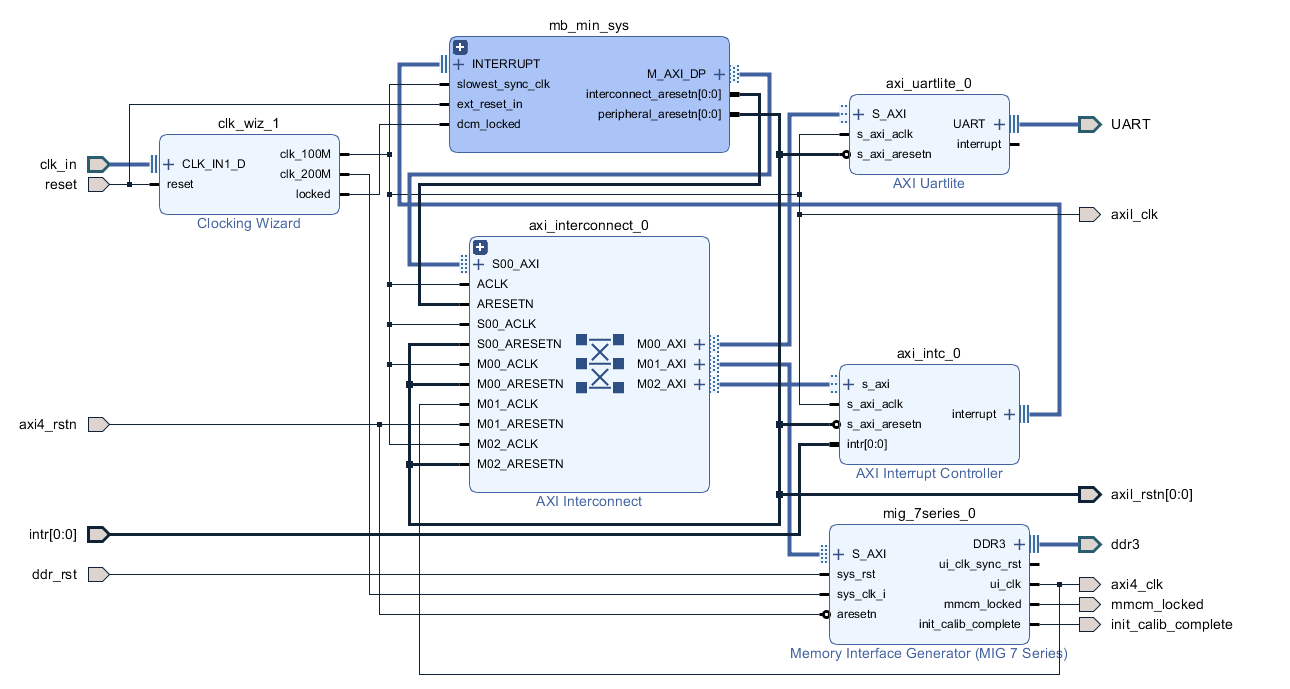 mb_min_sys
INTERRUPT
slowest_sync_clk
ext_reset_in
dcm_locked
M_AXI_DP
interconnect_aresetn[0:0]
peripheral_aresetn[0:0]
axi_uartlite_0
S_AXI
s_axi_aclk
s_axi_aresetn
UART
interrupt
AXI Uartlite
UART
clk_wiz_1
clk_in
reset
CLK_IN1_D
reset
clk_100M
clk_200M
locked
Clocking Wizard
axil_clk
axi_interconnect_0
S00_AXI
ACLK
ARESETN
S00_ACLK
S00_ARESETN
M00_ACLK
M00_ARESETN
M01_ACLK
M01_ARESETN
M02_ACLK
M02_ARESETN
M00_AXI
M01_AXI
M02_AXI
AXI Interconnect
axi_intc_0
s_axi
s_axi_aclk
s_axi_aresetn
intr[0:0]
interrupt
AXI Interrupt Controller
axi4_rstn
axil_rstn[0:0]
intr[0:0]
ddr_rst
mig_7series_0
S_AXI
sys_rst
sys_clk_i
aresetn
DDR3
ui_clk_sync_rst
ui_clk
mmcm_locked
init_calib_complete
Memory Interface Generator (MIG 7 Series)
ddr3
axi4_clk
mmcm_locked
init_calib_complete